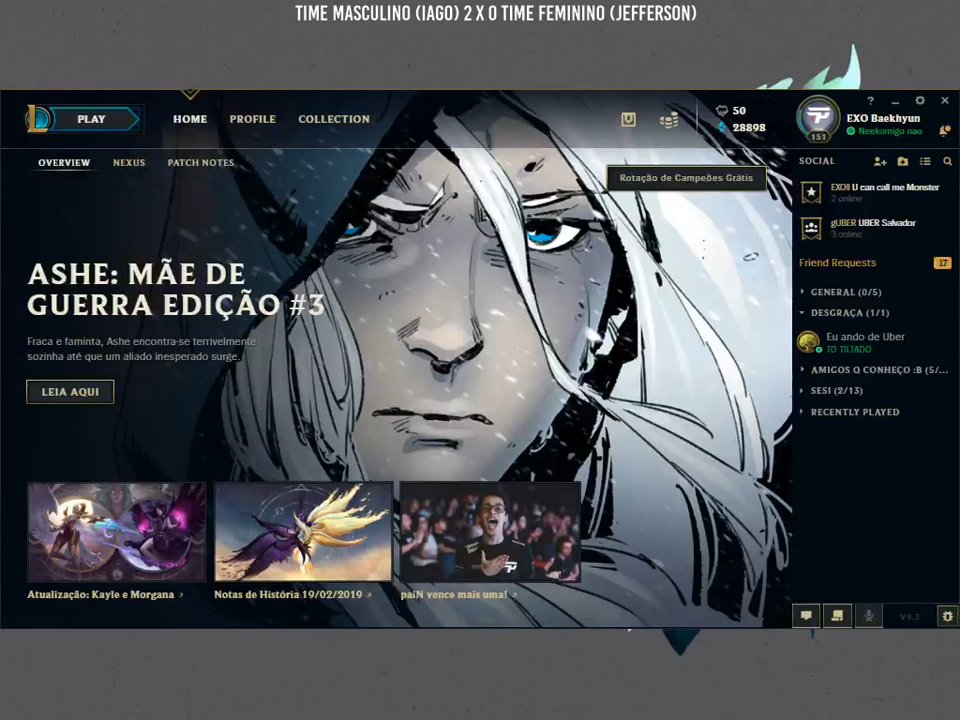 TIME MASCULINO (IAGO) 2 X 0 TIME FEMININO (JEFFERSON)
PLAY
HOME
PROFILE
COLLECTION
50
28898
151
EXO Baekhyun
Neekomigo nao
OVERVIEW
NEXUS
PATCH NOTES
Rotação de Campeões Grátis
SOCIAL
EXOll U can call me Monster
2 online
gUBER UBER Salvador
3 online
Friend Requests
17
GENERAL (0/5)
DESGRAÇA (1/1)
Eu ando de Uber
TO TILTADO
AMIGOS Q CONHEÇO :B (5/...
SESI (2/13)
RECENTLY PLAYED
ASHE: MÃE DE
GUERRA EDIÇÃO #3
Fraca e faminta, Ashe encontra-se terrivelmente
sozinha até que um aliado inesperado surge.
LEIA AQUI
Atualização: Kayle e Morgana
Notas de História 19/02/2019
paiN vence mais uma!
V9.3